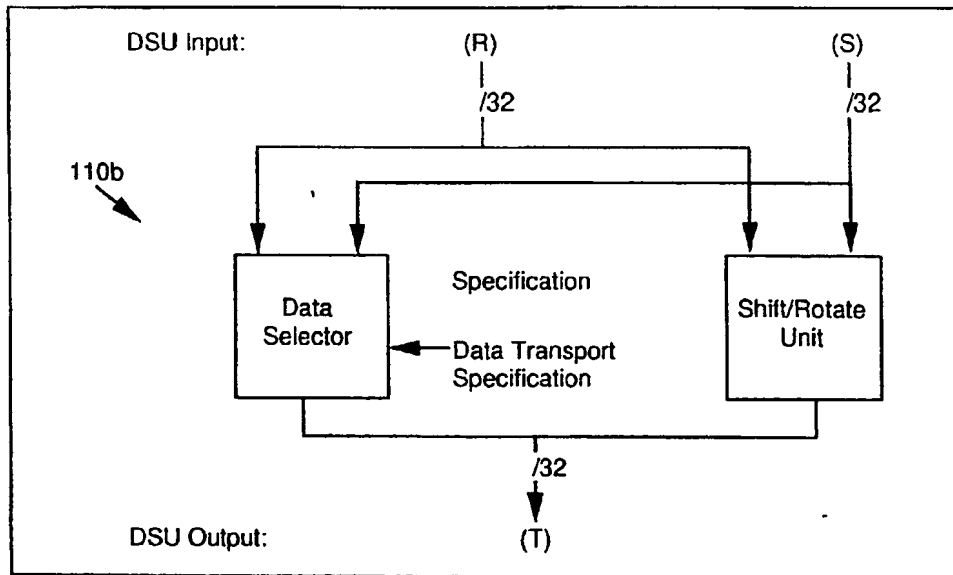 DSU Input: (R) (S)
/32 /32
110b
Data
Selector
Specification
Data Transport
Specification
Shift/Rotate
Unit
/32
DSU Output: (T)